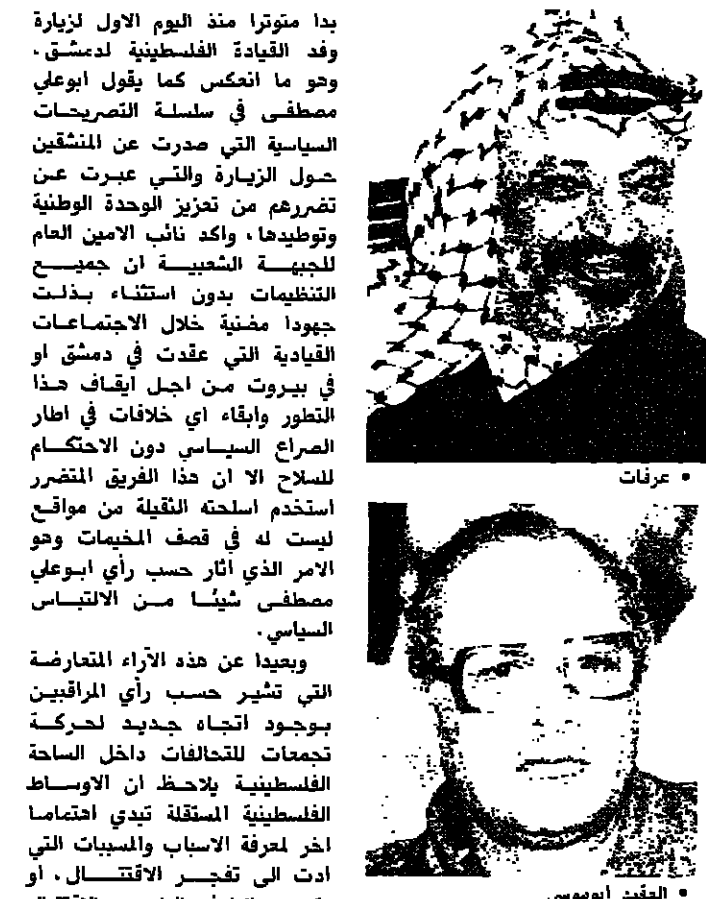 بدا متوترا منذ اليوم الاول لزيارة
وفد القيادة الفلسطينية لدمشق .
وهو ما انعكس كما يقول ابوعلي
مصطفى في سلسلة التصريحات
السياسية التي صدرت عن المنشقين
حول الزيارة والتي عبرت عن
تضررهم من تعزيز الوحدة الوطنية
وتوطيدها ، واكد نائب الامين العام
للجبهة الشعبية ان جميع
التنظيمات بدون استثناء بذلت
جهودا مضنية خلال الاجتماعات
القيادية التي عقدت في دمشق او
في بيروت من اجل ايقاف هذا
التطور وابقاء اي خلافات في اطار
الصراع السياسي دون الاحتكام
للسلاح الا ان هذا الفريق المتضرر
استخدم اسلحته الثقيلة من مواقع
ليست له في قصف المخيمات وهو
الامر الذي اثار حسب رأي ابوعلي
مصطفى شيئا من الالتباس
السياسي .
وبعيدا عن هذه الآراء المتعارضة
التي تشير حسب رأي المراقبين
بوجود اتجاه جديد لحركة
تجمعات للتحالفات داخل الساحة
الفلسطينية يلاحظ ان الاوساط
الفلسطينية المستقلة تبدي اهتماما
اخر لمعرفة الاسباب والمسببات التي
ادت الى تفجر الاقتتال ، او
• عرفات
• العقيد أبوموسى